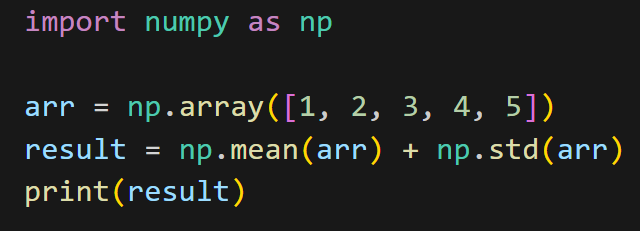 import numpy as np
arr = np.array([1, 2, 3, 4, 5])
result = np.mean(arr) + np.std(arr)
print(result)